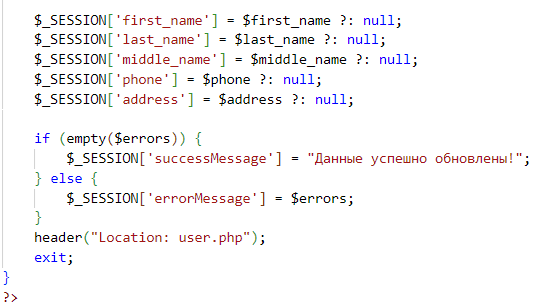 $_SESSION['first_name'] = $first_name ?: null;
$_SESSION['last_name'] = $last_name ?: null;
$_SESSION['middle_name'] = $middle_name ?: null;
$_SESSION['phone'] = $phone ?: null;
$_SESSION['address'] = $address ?: null;
if (empty($errors)) {
$_SESSION['successMessage'] = "Данные успешно обновлены!";
} else {
$_SESSION['errorMessage'] = $errors;
}
header("Location: user.php");
exit;
}
?>